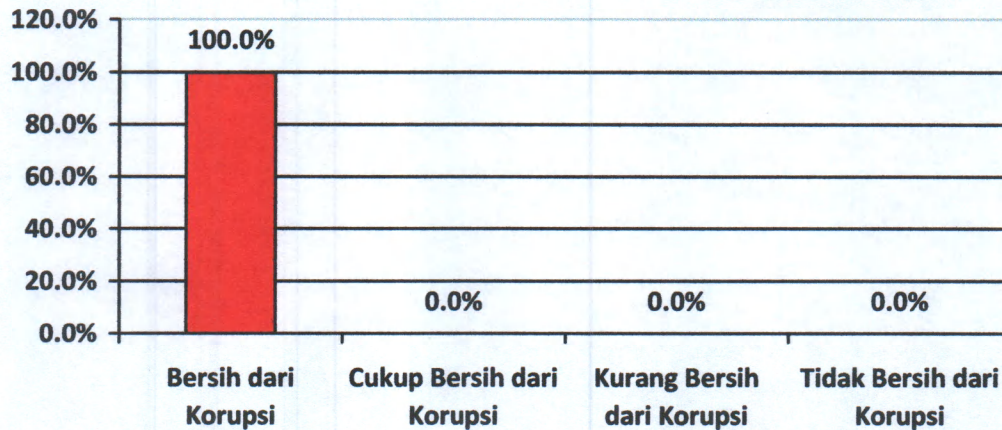 120.0%
100.0%
100.0%
80.0%
60.0%
40.0%
20.0%
0.0%
0.0%
0.0%
0.0%
Bersih dari
Korupsi
Cukup Bersih dari
Korupsi
Kurang Bersih
dari Korupsi
Tidak Bersih dari
Korupsi